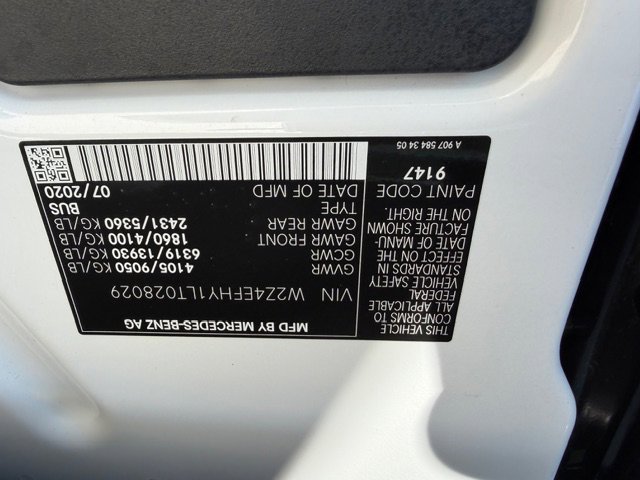 MFD BY MERCEDES-BENZ AG
VIN W2Z4EFHY1LT028029
GVWR 4105/9050 KG/LB
GCWR 6319/13930 KG/LB
GAWR FRONT 1860/4100 KG/LB
GAWR REAR 2431/5360 KG/LB
TYPE BUS
DATE OF MFD 07/2020
THIS VEHICLE
CONFORMS TO
ALL APPLICABLE
FEDERAL
VEHICLE SAFETY
STANDARDS IN
EFFECT ON THE
DATE OF MANU-
FACTURE SHOWN
ON THE RIGHT.
PAINT CODE
9147
A 907 584 34 05